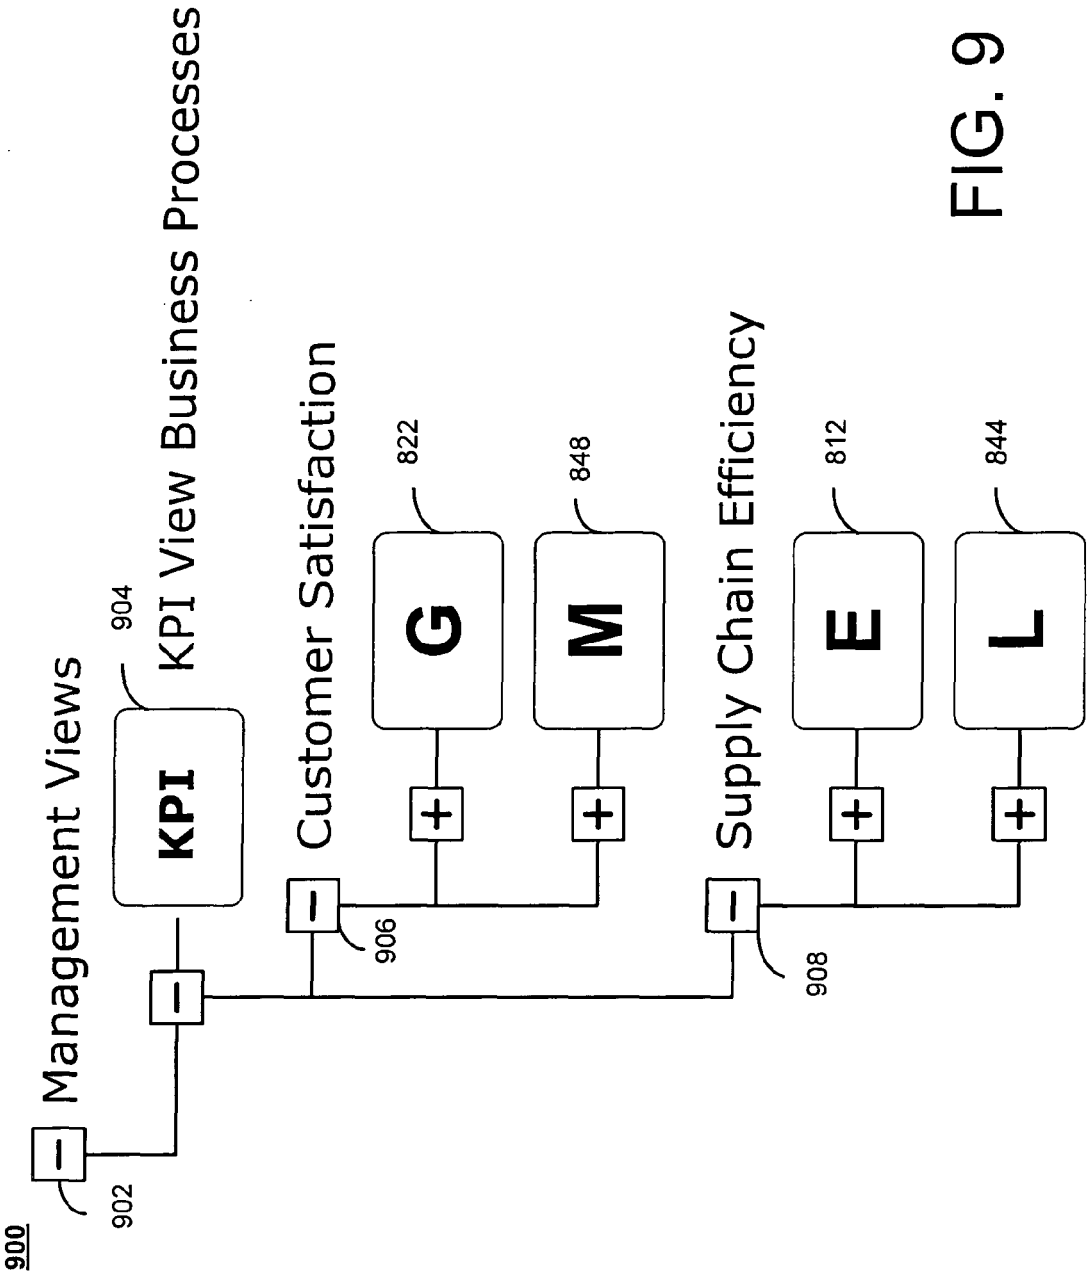 900
902
− Management Views
904
− KPI KPI View Business Processes
906
− Customer Satisfaction
822
+ G
848
+ M
908
− Supply Chain Efficiency
812
+ E
844
+ L
FIG. 9